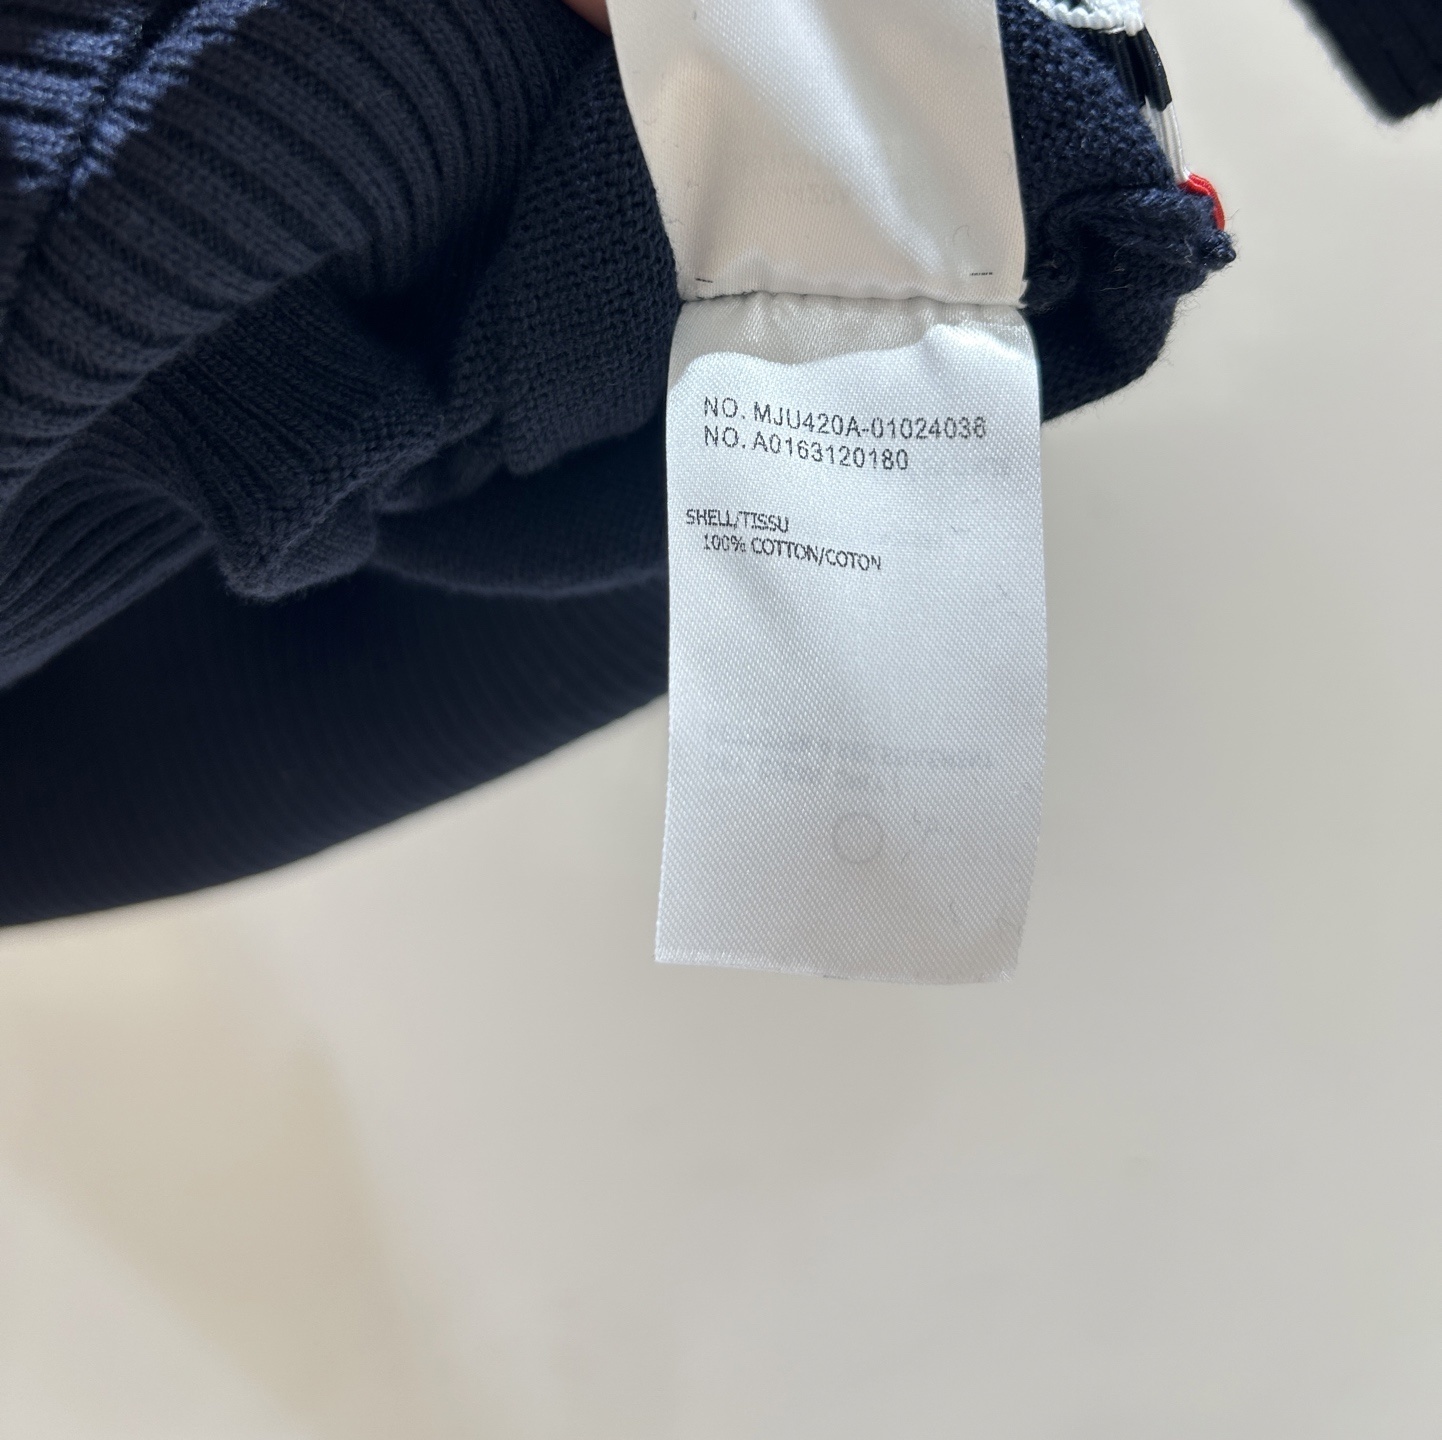 NO. MJU420A-01024036
NO. A0163120180
SHELL/TISSU
100% COTTON/COTON